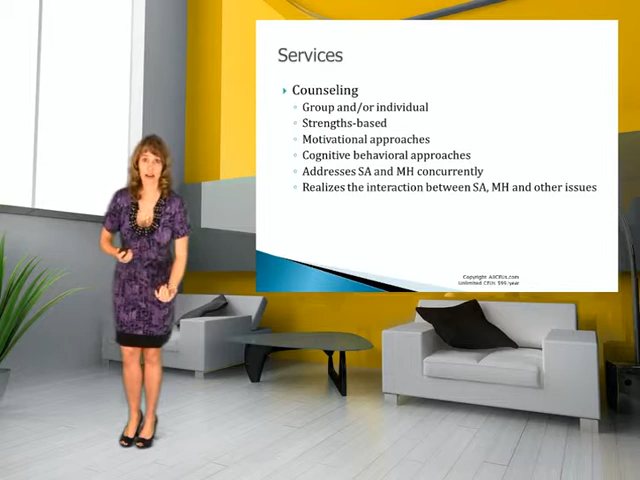 Services
Counseling
Group and/or individual
Strengths-based
Motivational approaches
Cognitive behavioral approaches
Addresses SA and MH concurrently
Realizes the interaction between SA, MH and other issues
Copyright AllCEUs.com
Unlimited CEUs $99/year